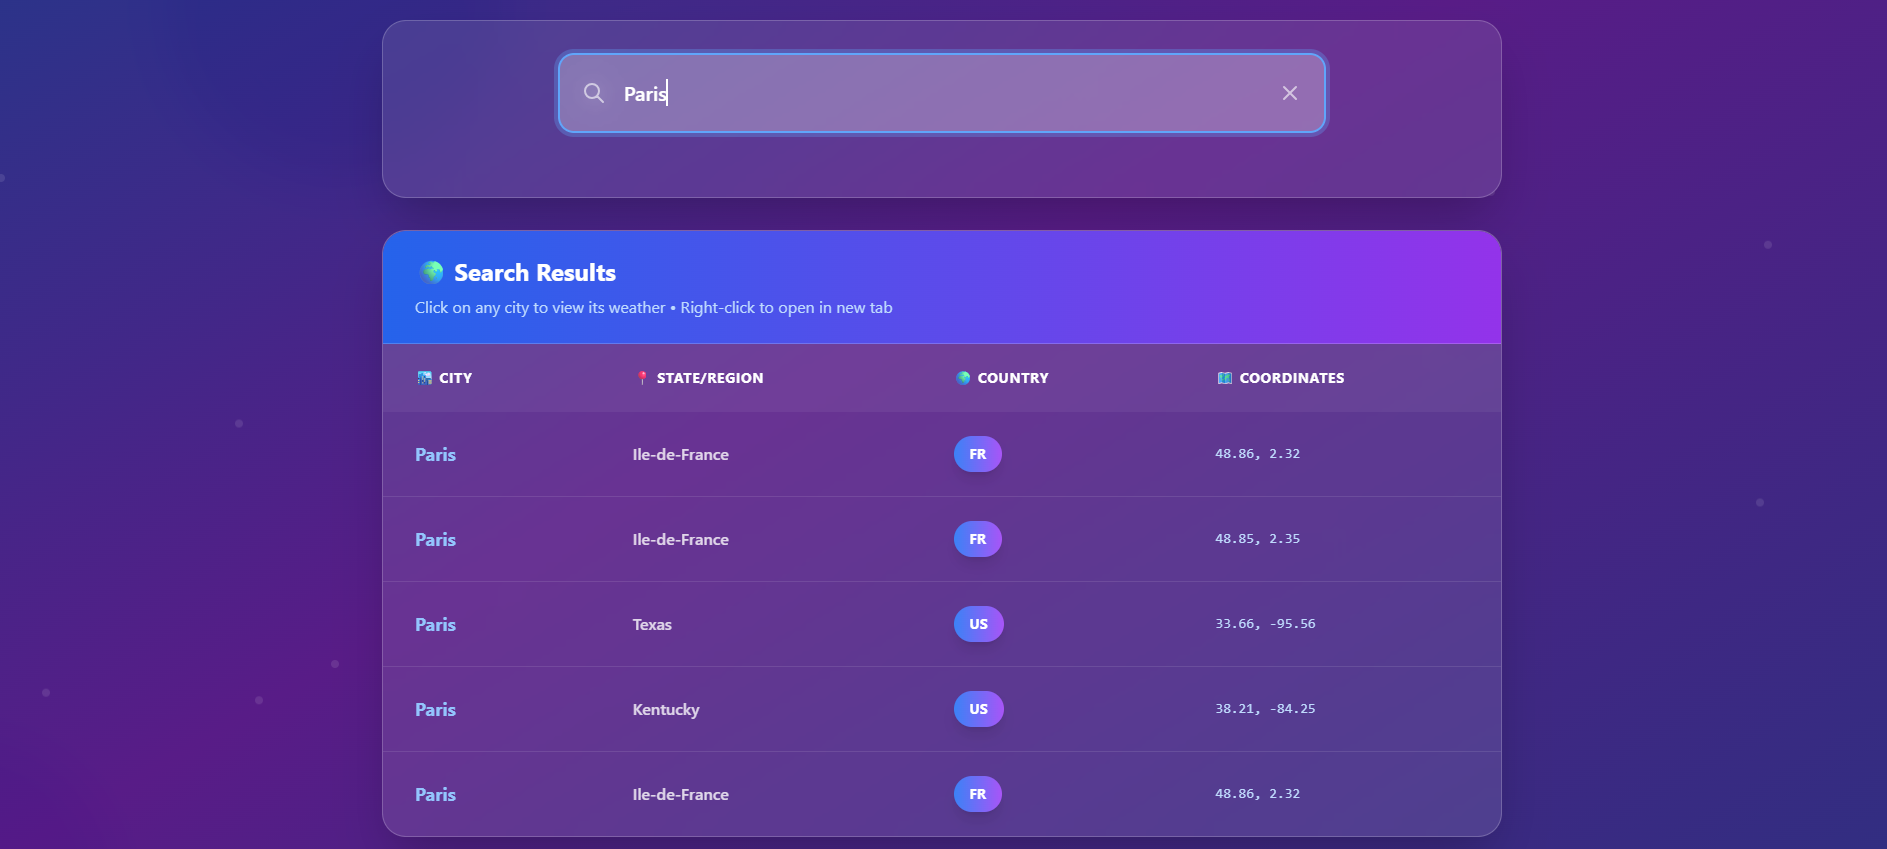 Paris
Search Results
Click on any city to view its weather • Right-click to open in new tab
CITY STATE/REGION COUNTRY COORDINATES
Paris Ile-de-France FR 48.86, 2.32
Paris Ile-de-France FR 48.85, 2.35
Paris Texas US 33.66, -95.56
Paris Kentucky US 38.21, -84.25
Paris Ile-de-France FR 48.86, 2.32